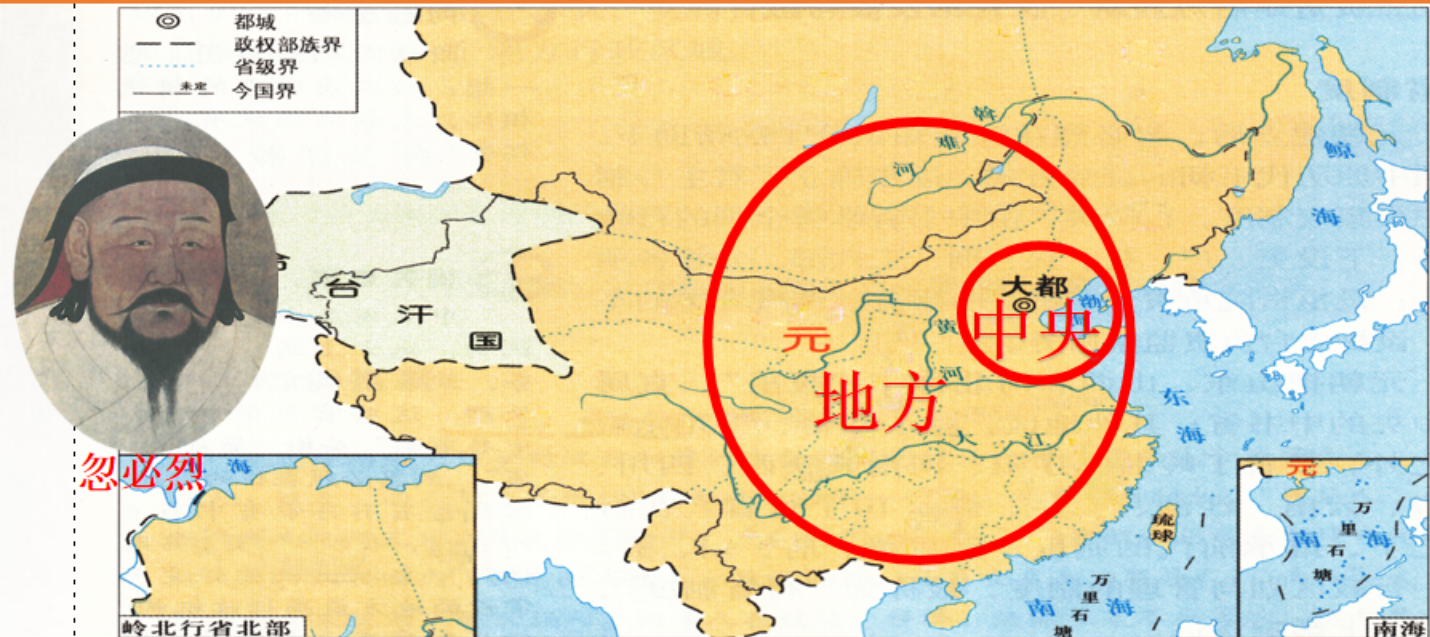 都城
政权部族界
省级界
未定 今国界
斡
难
河
鲸
海
合
台
汗
国
大都
渤
中央
元
黄
河
地方
大 江
东
海
忽必烈
海
元
琉
球
万
里
石
塘
南 海
万
里
石
塘
南 海
岭北行省北部
南海